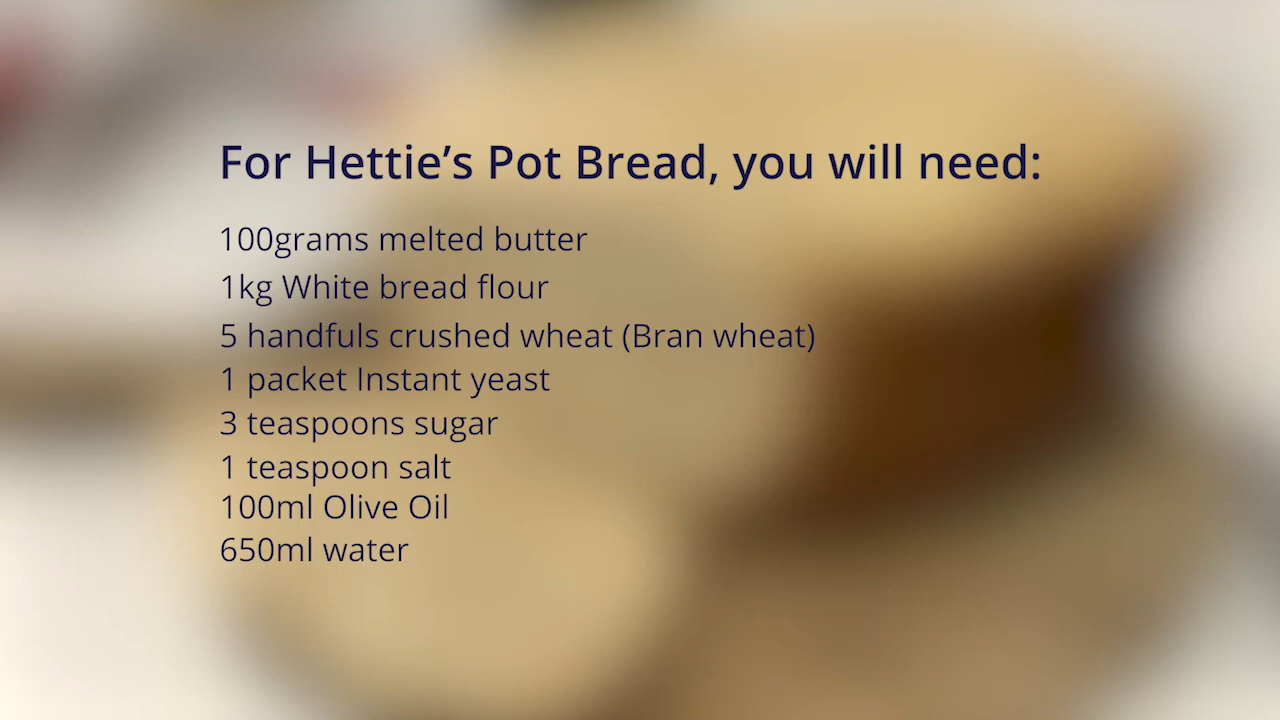 For Hettie’s Pot Bread, you will need:
100grams melted butter
1kg White bread flour
5 handfuls crushed wheat (Bran wheat)
1 packet Instant yeast
3 teaspoons sugar
1 teaspoon salt
100ml Olive Oil
650ml water